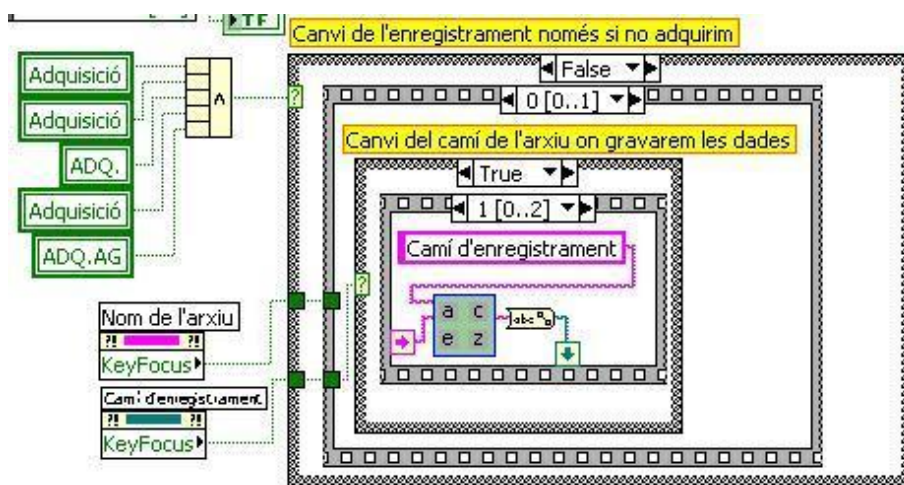 TF
Canvi de l'enregistrament només si no adquirim
False
0 [0..1]
Adquisició
Adquisició
ADQ.
Adquisició
ADQ.AG
Canvi del camí de l'arxiu on gravarem les dades
True
1 [0..2]
Camí d'enregistrament
a c
e z
abc
Nom de l'arxiu
KeyFocus
Camí d'enregistrament
KeyFocus